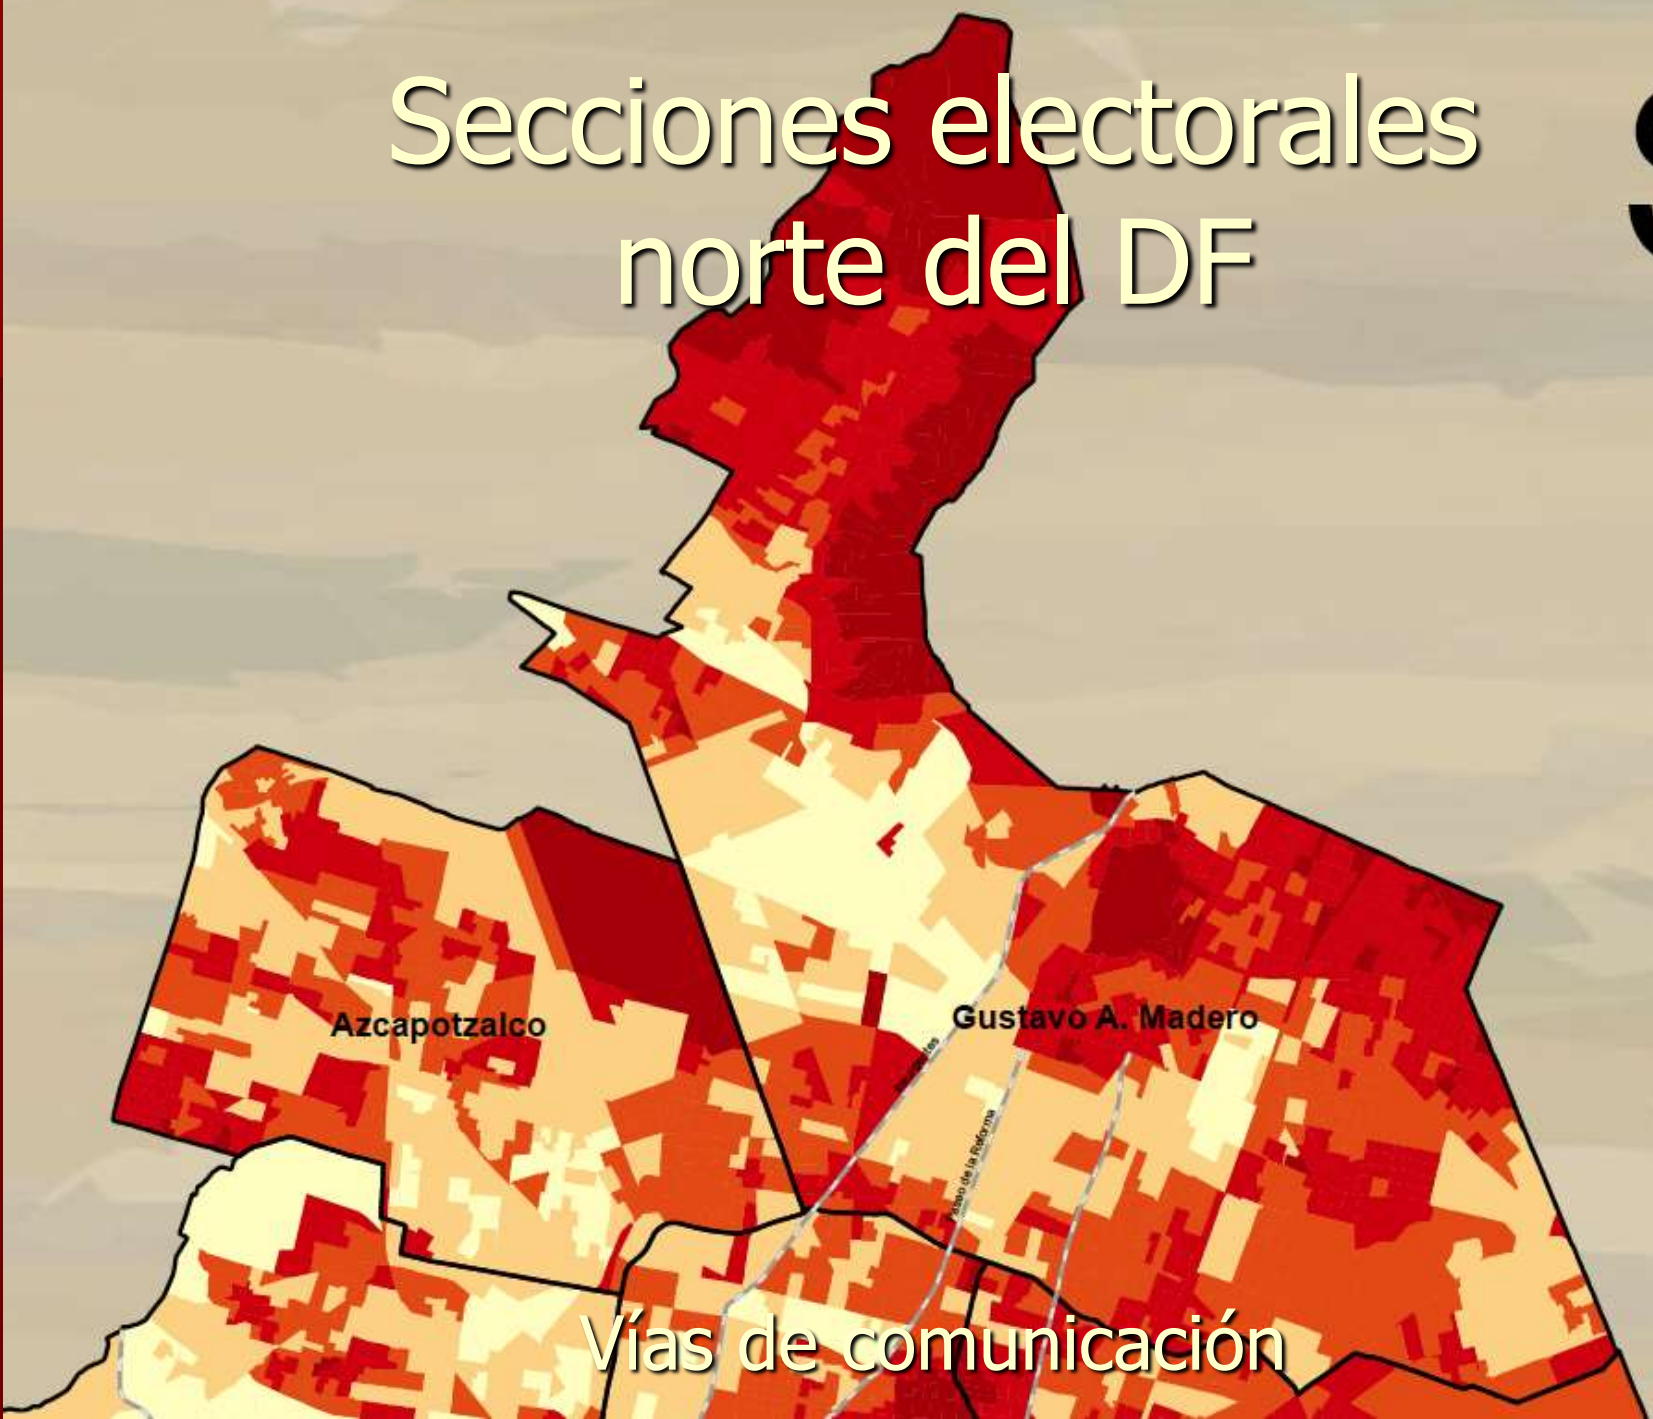 Secciones electorales
norte del DF
Azcapotzalco
Gustavo A. Madero
Paseo de la Reforma
Vías de comunicación